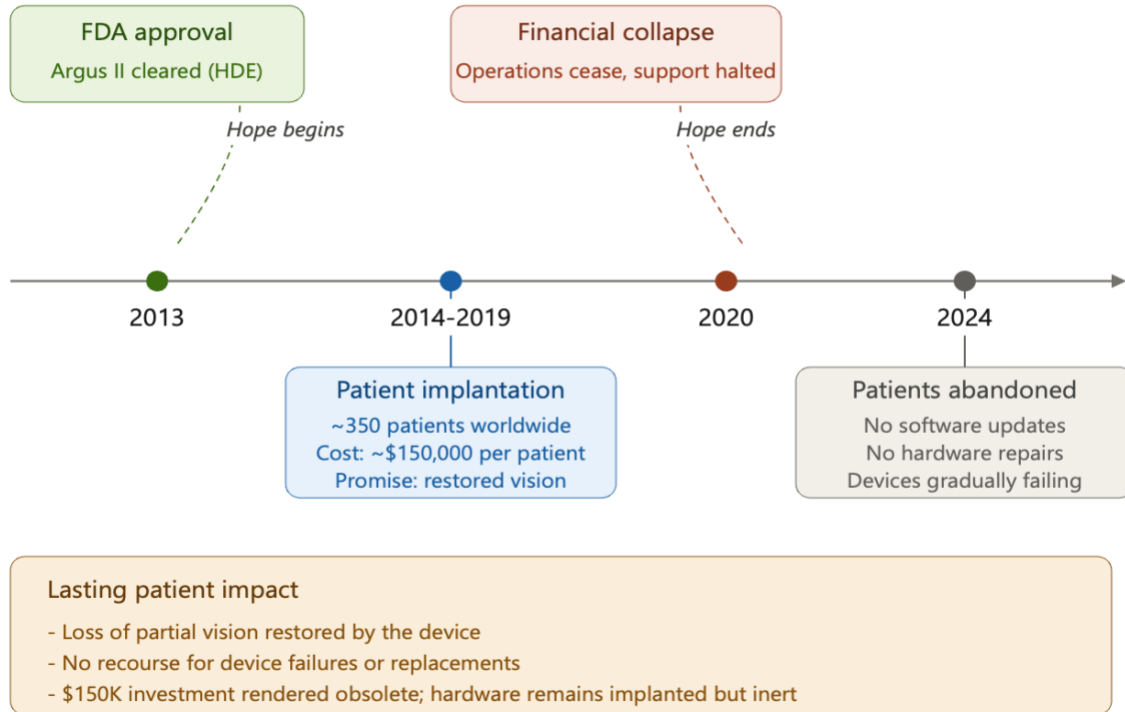 FDA approval
Argus II cleared (HDE)
Financial collapse
Operations cease, support halted
Hope begins
Hope ends
2013
2014-2019
2020
2024
Patient implantation
~350 patients worldwide
Cost: ~$150,000 per patient
Promise: restored vision
Patients abandoned
No software updates
No hardware repairs
Devices gradually failing
Lasting patient impact
- Loss of partial vision restored by the device
- No recourse for device failures or replacements
- $150K investment rendered obsolete; hardware remains implanted but inert